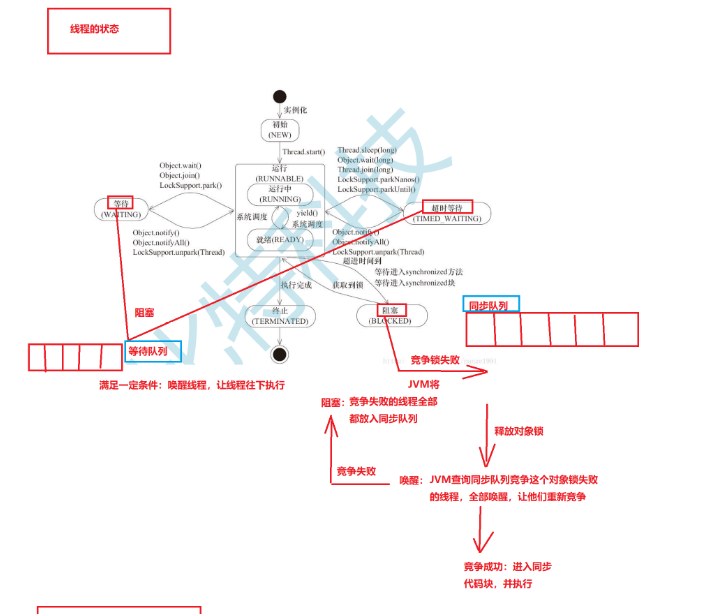 线程的状态
实例化
初始
(NEW)
Thread.start()
Object.wait()
Object.join()
LockSupport.park()
Thread.sleep(long)
Object.wait(long)
Thread.join(long)
LockSupport.parkNanos()
LockSupport.parkUntil()
运行
(RUNNABLE)
运行中
(RUNNING)
等待
(WAITING)
超时等待
(TIMED_WAITING)
系统调度
yield()
系统调度
就绪(READY)
Object.notify()
Object.notifyAll()
LockSupport.unpark(Thread)
Object.notify()
Object.notifyAll()
LockSupport.unpark(Thread)
超过时间到
等待进入synchronized方法
等待进入synchronized块
执行完成
获取到锁
终止
(TERMINATED)
阻塞
(BLOCKED)
同步队列
阻塞
等待队列
竞争锁失败
满足一定条件：唤醒线程，让线程往下执行
JVM将
阻塞：竞争失败的线程全部
都放入同步队列
释放对象锁
竞争失败
唤醒：JVM查询同步队列竞争这个对象锁失败
的线程，全部唤醒，让他们重新竞争
竞争成功：进入同步
代码块，并执行